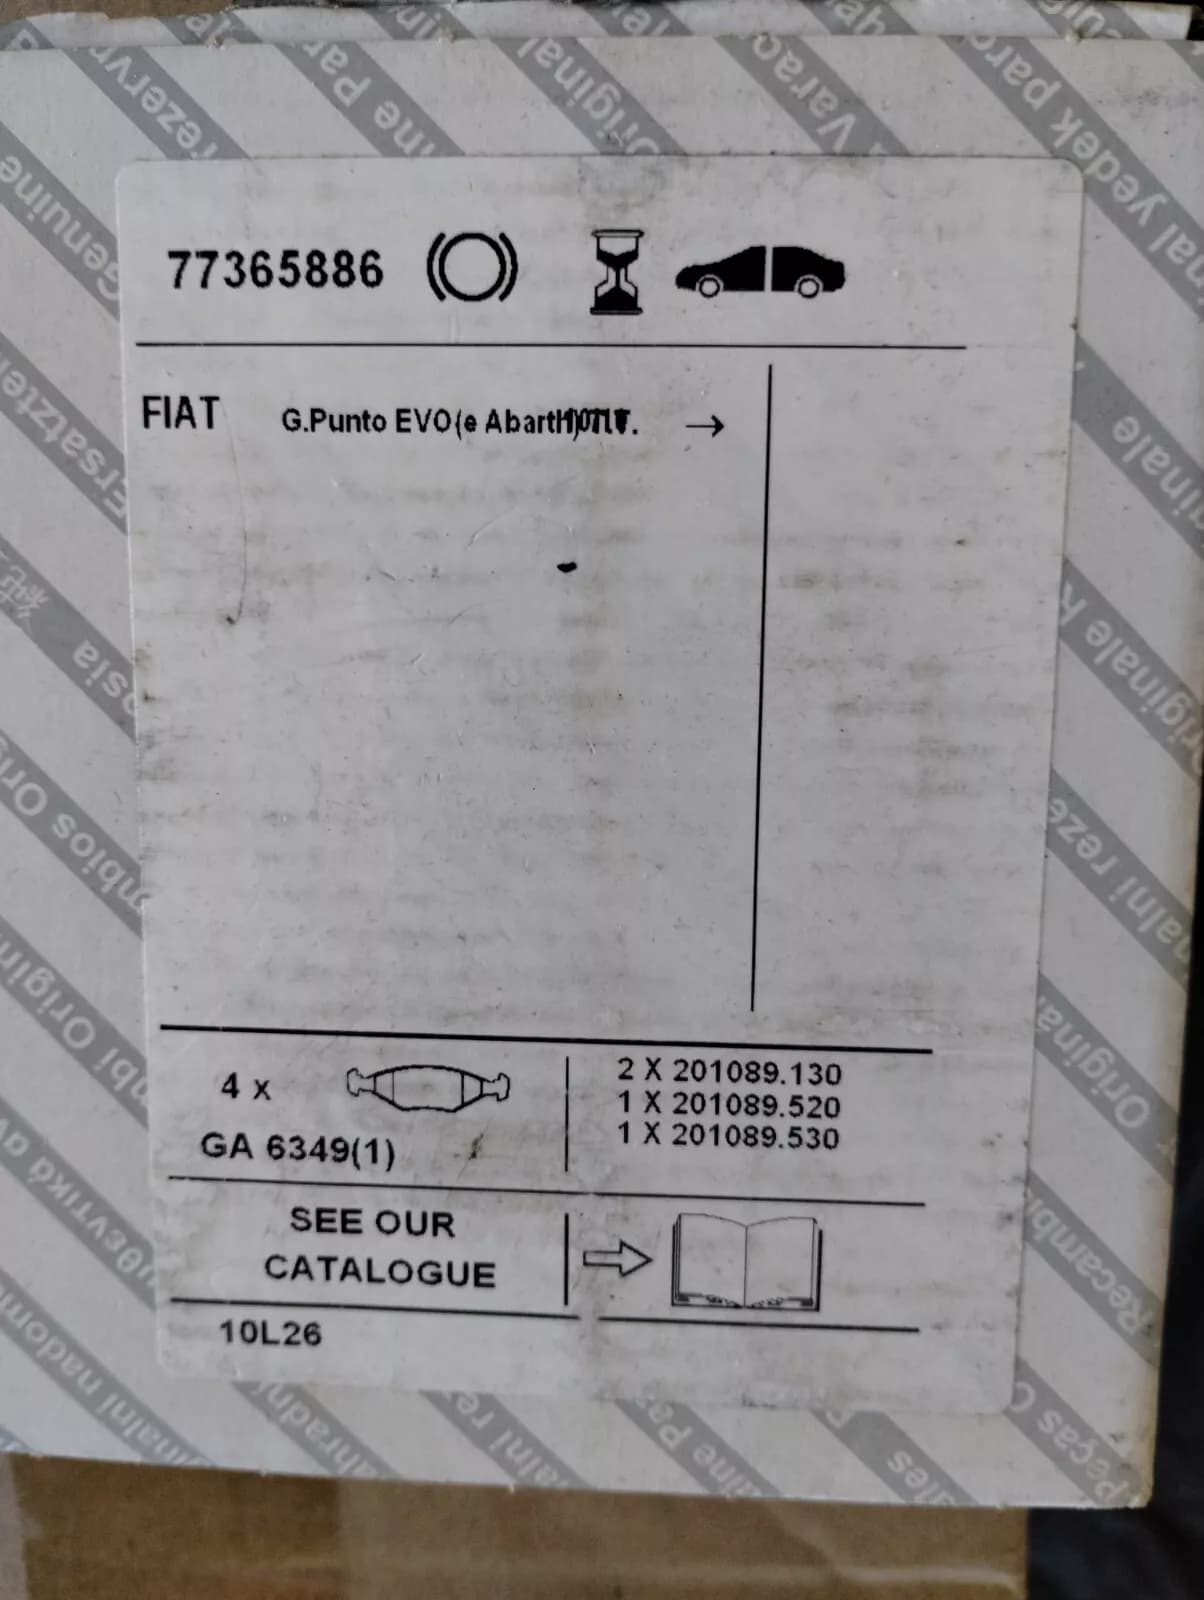 77365886
FIAT G.Punto EVO(e Abarth) →
4 x
GA 6349(1)
2 X 201089.130
1 X 201089.520
1 X 201089.530
SEE OUR
CATALOGUE
10L26